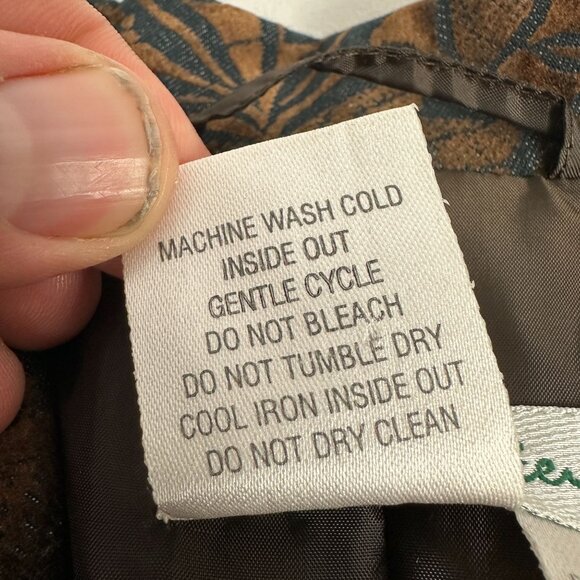 MACHINE WASH COLD
INSIDE OUT
GENTLE CYCLE
DO NOT BLEACH
DO NOT TUMBLE DRY
COOL IRON INSIDE OUT
DO NOT DRY CLEAN